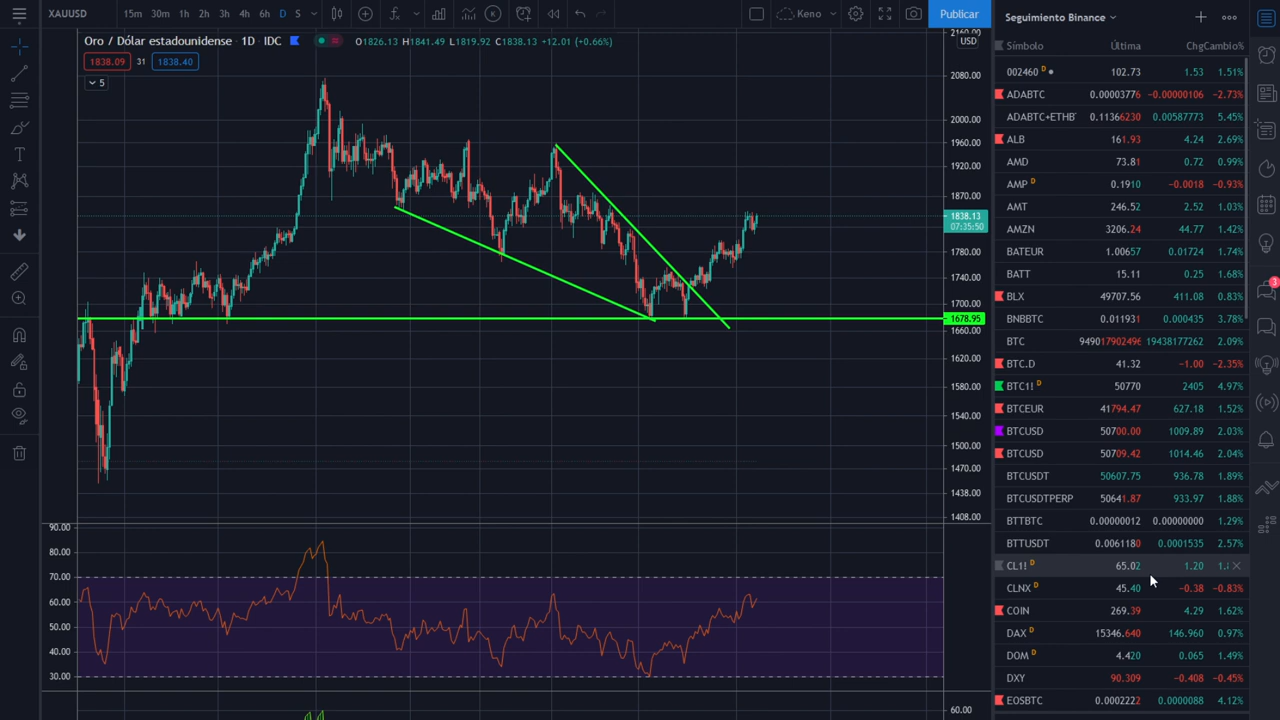 XAUUSD 15m 30m 1h 2h 3h 4h 6h D S Keno Publicar
Oro / Dólar estadounidense · 1D · IDC O1826.13 H1841.49 L1819.92 C1838.13 +12.01 (+0.66%)
1838.09 31 1838.40
5
USD
2080.00
2000.00
1960.00
1920.00
1870.00
1838.13
07:35:50
1780.00
1740.00
1700.00
1678.95
1660.00
1620.00
1580.00
1540.00
1500.00
1470.00
1438.00
1408.00
90.00
80.00
70.00
60.00
50.00
40.00
30.00
60.00
Seguimiento Binance
Símbolo Última Chg Cambio%
002460 D 102.73 1.53 1.51%
ADABTC 0.00003776 −0.00000106 −2.73%
ADABTC+ETHB 0.11366230 0.00587773 5.45%
ALB 161.93 4.24 2.69%
AMD 73.81 0.72 0.99%
AMP D 0.1910 −0.0018 −0.93%
AMT 246.52 2.52 1.03%
AMZN 3206.24 44.77 1.42%
BATEUR 1.00657 0.01724 1.74%
BATT 15.11 0.25 1.68%
BLX 49707.56 411.08 0.83%
BNBBTC 0.011931 0.000435 3.78%
BTC 94901790249 19438177262 2.09%
BTC.D 41.32 −1.00 −2.35%
BTC1! D 50770 2405 4.97%
BTCEUR 41794.47 627.18 1.52%
BTCUSD 50700.00 1009.89 2.03%
BTCUSD 50709.42 1014.46 2.04%
BTCUSDT 50607.75 936.78 1.89%
BTCUSDTPERP 50641.87 933.97 1.88%
BTTBTC 0.00000012 0.00000000 1.29%
BTTUSDT 0.0061180 0.0001535 2.57%
CL1! D 65.02 1.20
CLNX D 45.40 −0.38 −0.83%
COIN 269.39 4.29 1.62%
DAX D 15346.640 146.960 0.97%
DOM D 4.420 0.065 1.49%
DXY 90.309 −0.408 −0.45%
EOSBTC 0.0002222 0.0000088 4.12%
3